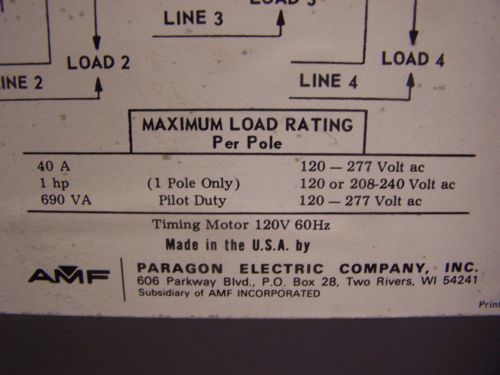 LINE 3
LOAD 3
LINE 2
LOAD 2
LINE 4
LOAD 4
MAXIMUM LOAD RATING
Per Pole
40 A 120 — 277 Volt ac
1 hp (1 Pole Only) 120 or 208-240 Volt ac
690 VA Pilot Duty 120 — 277 Volt ac
Timing Motor 120V 60Hz
Made in the U.S.A. by
AMF
PARAGON ELECTRIC COMPANY, INC.
606 Parkway Blvd., P.O. Box 28, Two Rivers, WI 54241
Subsidiary of AMF INCORPORATED